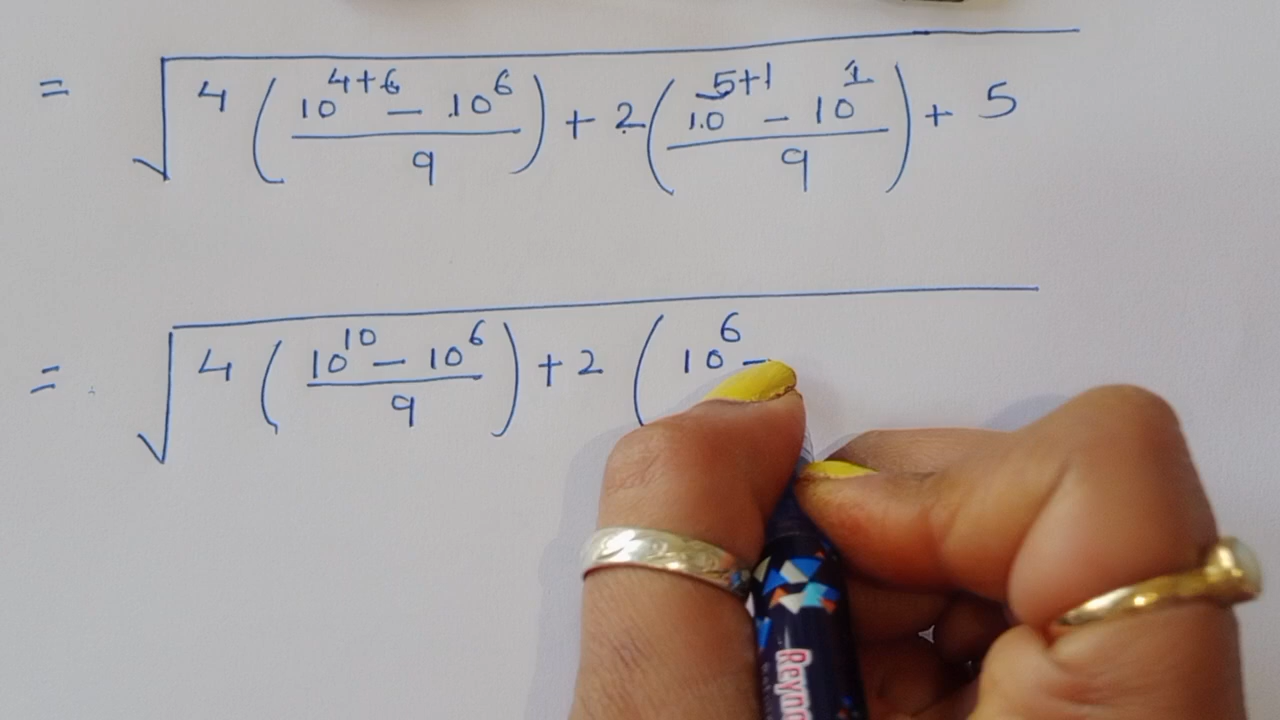 = √(4((10^(4+6) - 10^6)/9) + 2((10^(5+1) - 10^1)/9) + 5)
= √(4((10^10 - 10^6)/9) + 2(10^6 -
Reyno